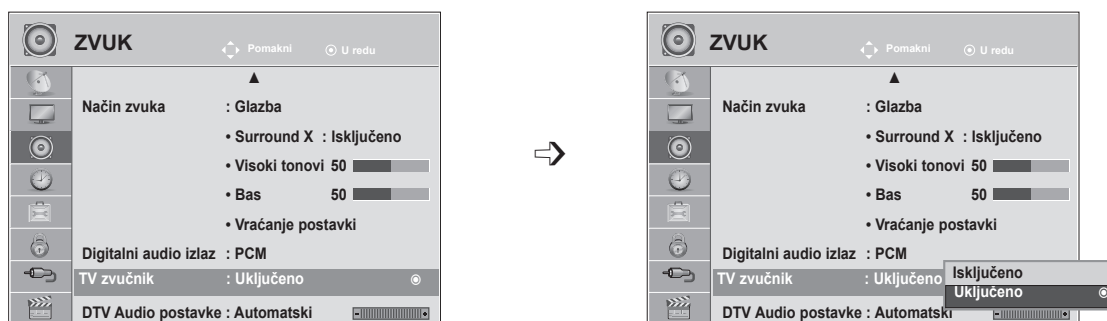 ZVUK
Pomakni
U redu
Način zvuka : Glazba
• Surround X : Isključeno
• Visoki tonovi 50
• Bas 50
• Vraćanje postavki
Digitalni audio izlaz : PCM
TV zvučnik : Uključeno
DTV Audio postavke : Automatski
ZVUK
Pomakni
U redu
Način zvuka : Glazba
• Surround X : Isključeno
• Visoki tonovi 50
• Bas 50
• Vraćanje postavki
Digitalni audio izlaz : PCM
TV zvučnik : Uključeno
Isključeno
Uključeno
DTV Audio postavke : Automatski